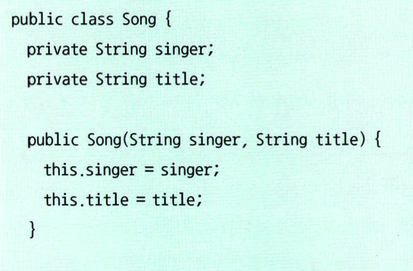 public class Song {
  private String singer;
  private String title;

  public Song(String singer, String title) {
    this.singer = singer;
    this.title = title;
  }